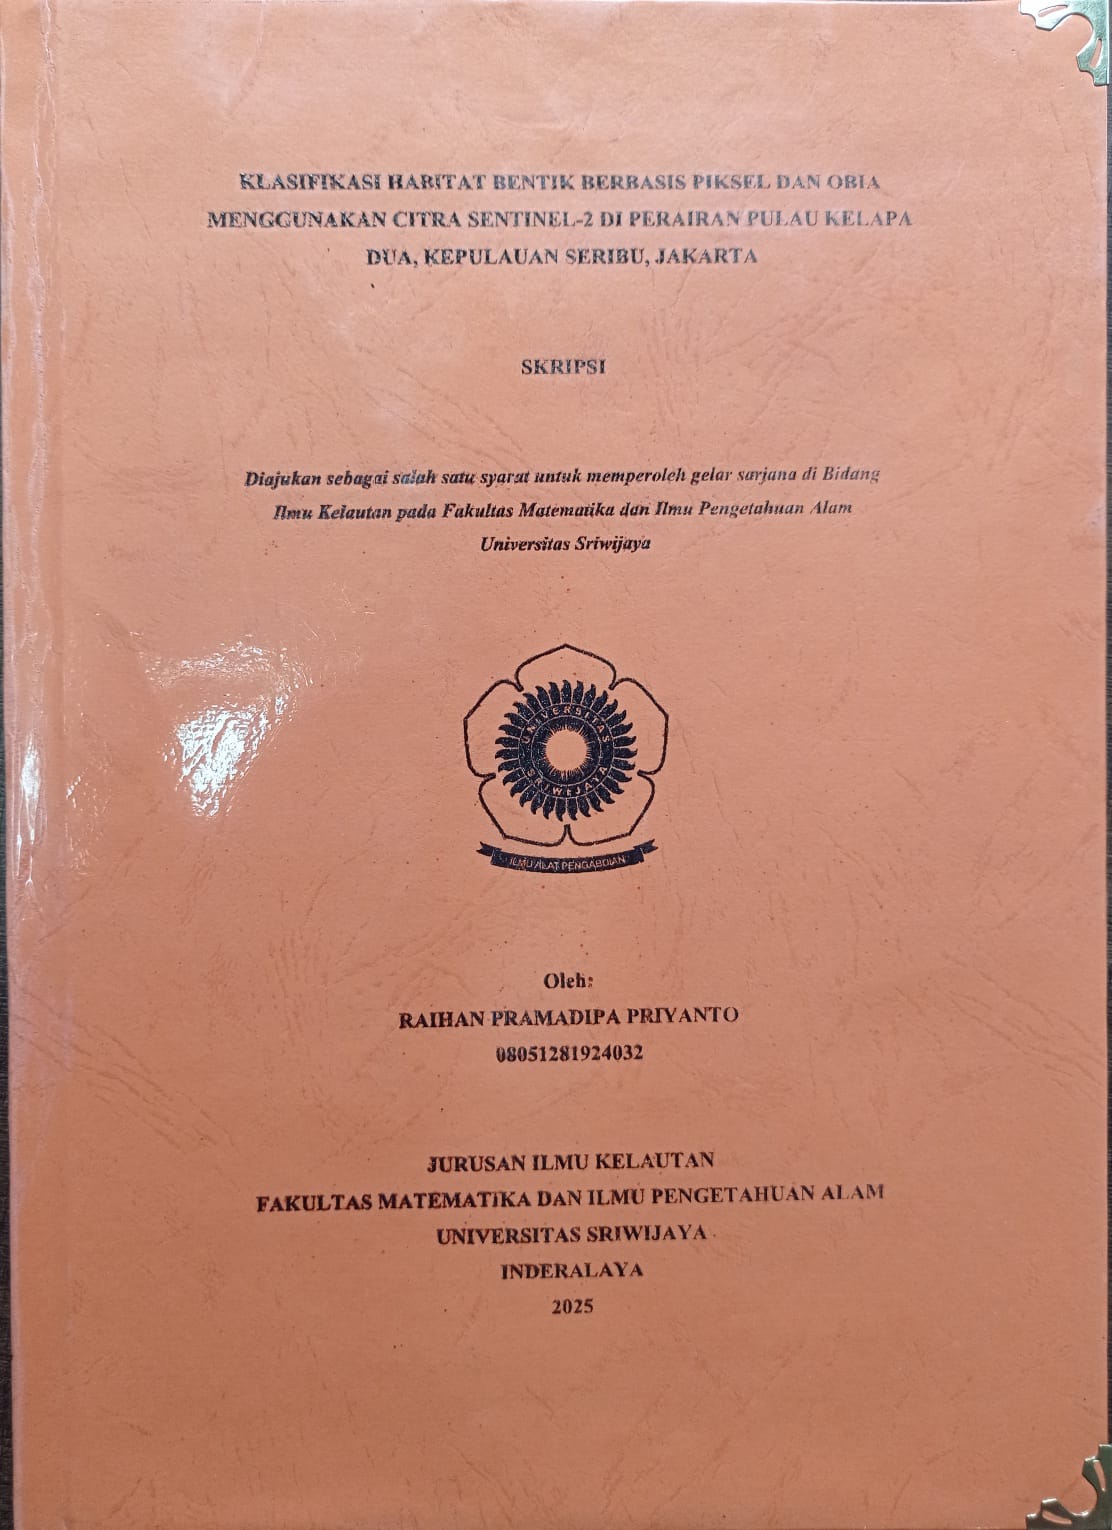 KLASIFIKASI HABITAT BENTIK BERBASIS PIKSEL DAN OBIA
MENGGUNAKAN CITRA SENTINEL-2 DI PERAIRAN PULAU KELAPA
DUA, KEPULAUAN SERIBU, JAKARTA
SKRIPSI
Diajukan sebagai salah satu syarat untuk memperoleh gelar sarjana di Bidang
Ilmu Kelautan pada Fakultas Matematika dan Ilmu Pengetahuan Alam
Universitas Sriwijaya
UNIVERSITAS
SRIWIJAYA
ILMU ALAT PENGABDIAN
Oleh:
RAIHAN PRAMADIPA PRIYANTO
08051281924032
JURUSAN ILMU KELAUTAN
FAKULTAS MATEMATIKA DAN ILMU PENGETAHUAN ALAM
UNIVERSITAS SRIWIJAYA
INDERALAYA
2025